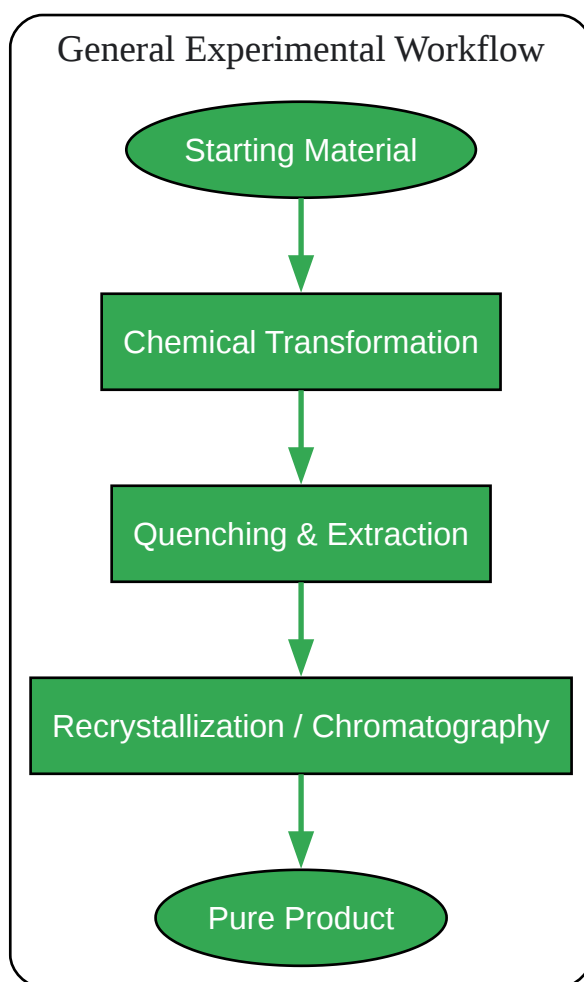 General Experimental Workflow
Starting Material
Chemical Transformation
Quenching & Extraction
Recrystallization / Chromatography
Pure Product